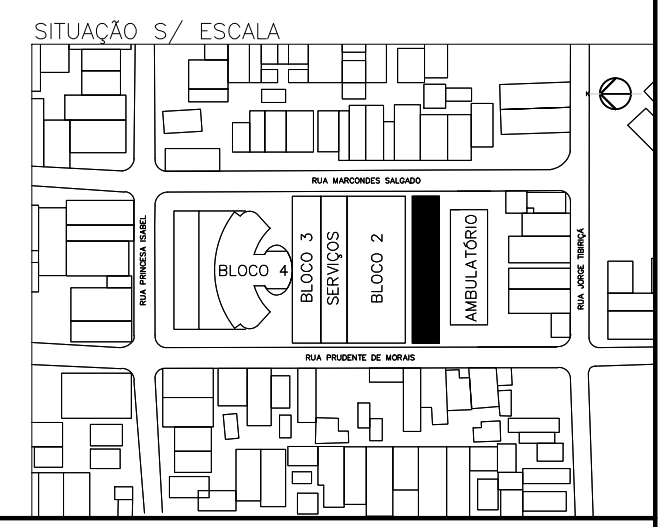 SITUAÇÃO S/ ESCALA
N
RUA MARCONDES SALGADO
RUA PRINCESA ISABEL
BLOCO 4
BLOCO 3
SERVIÇOS
BLOCO 2
AMBULATÓRIO
RUA JORGE TIBIRIÇÁ
RUA PRUDENTE DE MORAIS